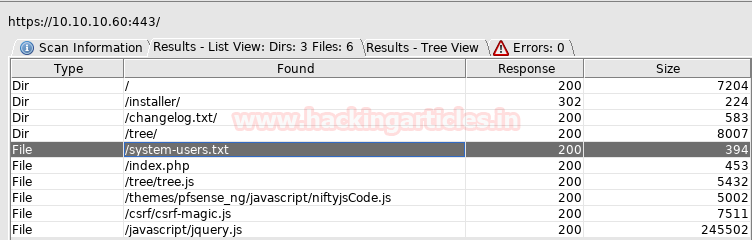 https://10.10.10.60:443/
Scan Information Results - List View: Dirs: 3 Files: 6 Results - Tree View Errors: 0
Type Found Response Size
Dir / 200 7204
Dir /installer/ 302 224
Dir /changelog.txt/ 200 583
Dir /tree/ 200 8007
www.hackingarticles.in
File /system-users.txt 200 394
File /index.php 200 453
File /tree/tree.js 200 5432
File /themes/pfsense_ng/javascript/niftyjsCode.js 200 5002
File /csrf/csrf-magic.js 200 7511
File /javascript/jquery.js 200 245502